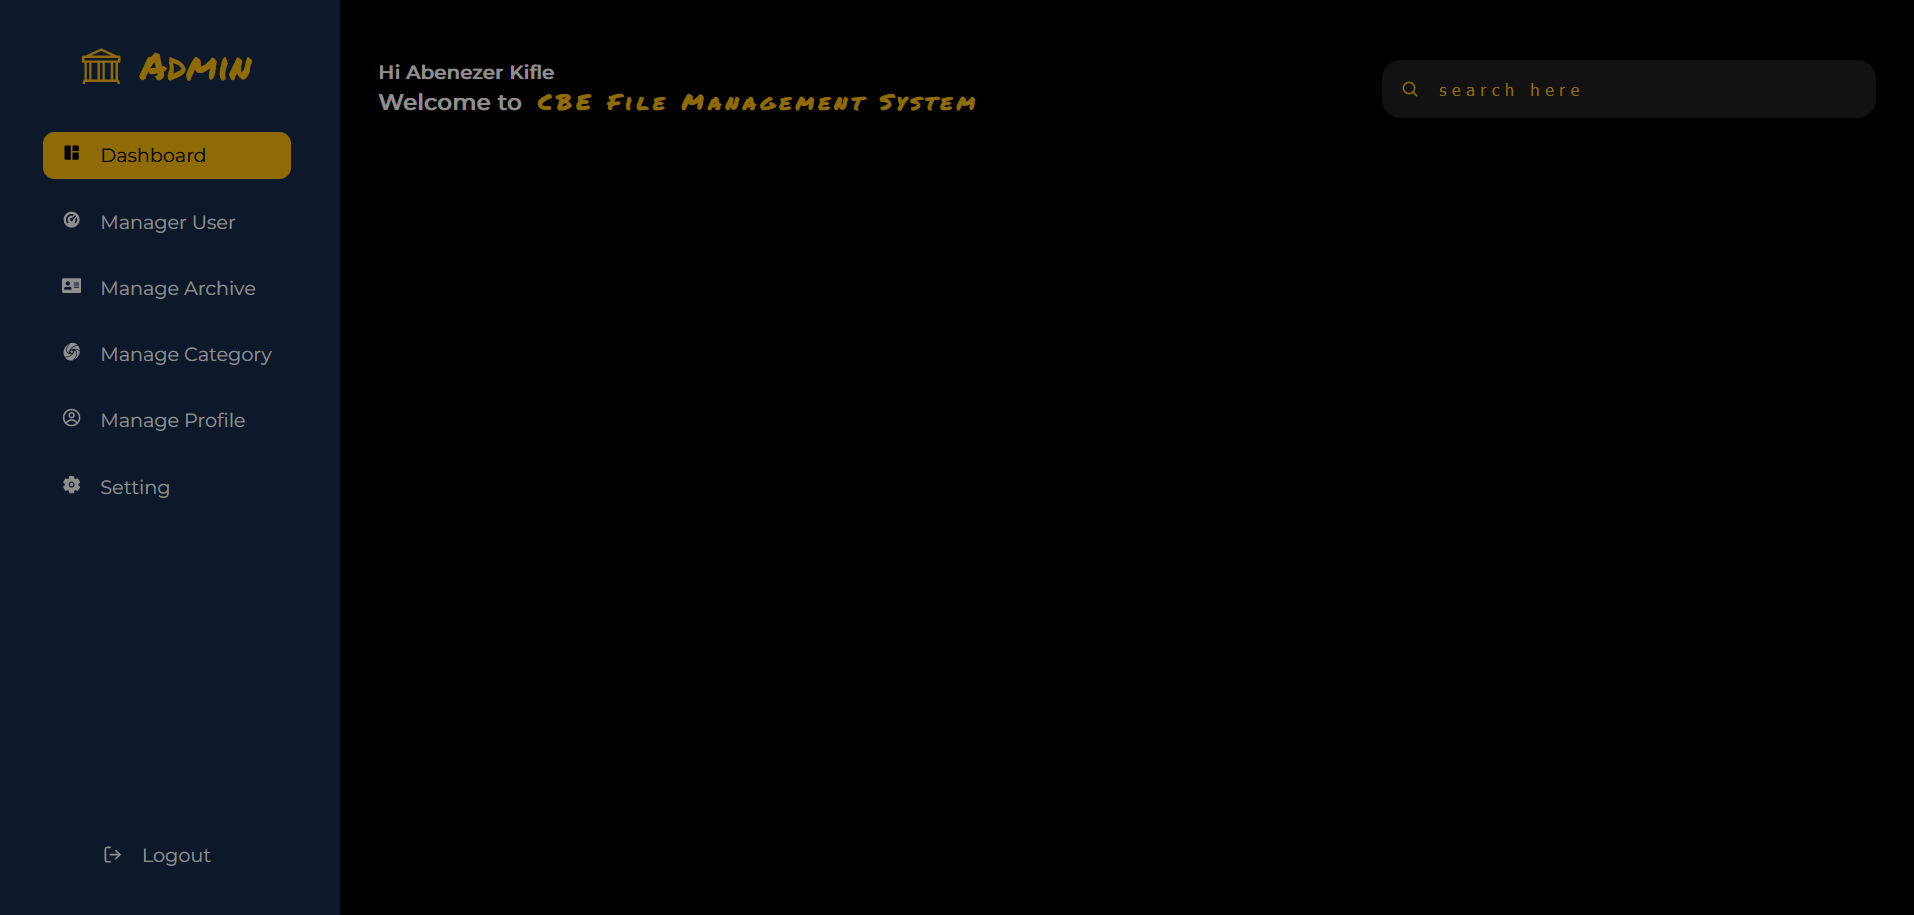 Admin
Dashboard
Manager User
Manage Archive
Manage Category
Manage Profile
Setting
Logout
Hi Abenezer Kifle
Welcome to CBE File Management System
search here